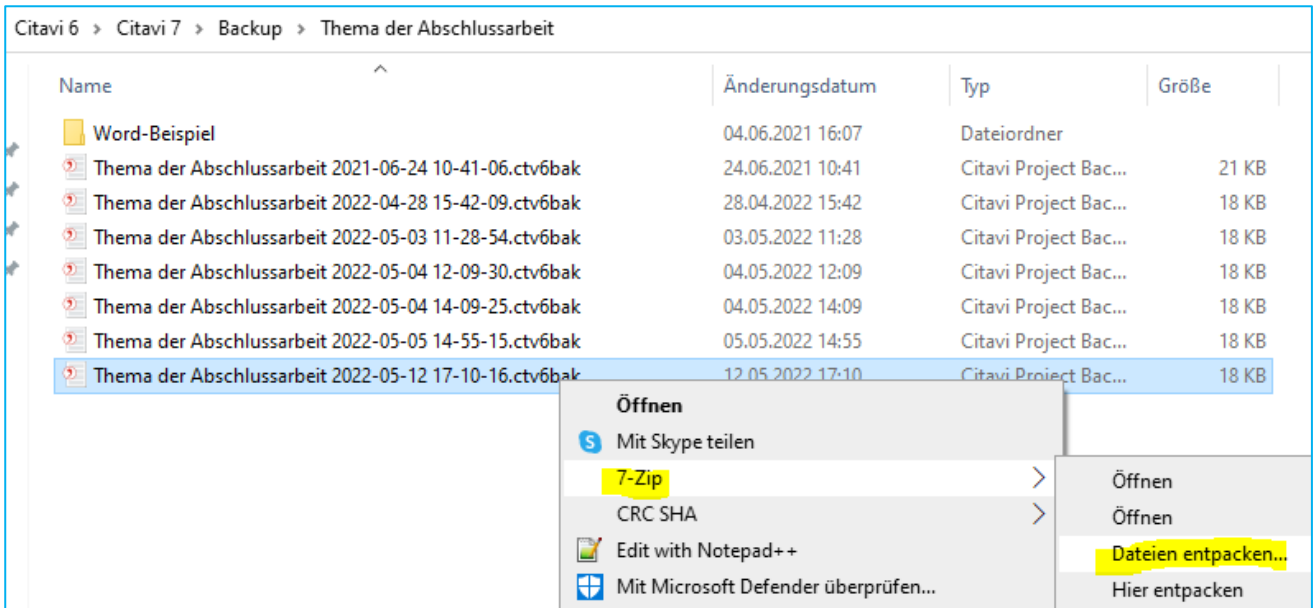 Citavi 6 > Citavi 7 > Backup > Thema der Abschlussarbeit
Name Änderungsdatum Typ Größe
Word-Beispiel 04.06.2021 16:07 Dateiordner
Thema der Abschlussarbeit 2021-06-24 10-41-06.ctv6bak 24.06.2021 10:41 Citavi Project Bac... 21 KB
Thema der Abschlussarbeit 2022-04-28 15-42-09.ctv6bak 28.04.2022 15:42 Citavi Project Bac... 18 KB
Thema der Abschlussarbeit 2022-05-03 11-28-54.ctv6bak 03.05.2022 11:28 Citavi Project Bac... 18 KB
Thema der Abschlussarbeit 2022-05-04 12-09-30.ctv6bak 04.05.2022 12:09 Citavi Project Bac... 18 KB
Thema der Abschlussarbeit 2022-05-04 14-09-25.ctv6bak 04.05.2022 14:09 Citavi Project Bac... 18 KB
Thema der Abschlussarbeit 2022-05-05 14-55-15.ctv6bak 05.05.2022 14:55 Citavi Project Bac... 18 KB
Thema der Abschlussarbeit 2022-05-12 17-10-16.ctv6bak 12.05.2022 17:10 Citavi Project Bac... 18 KB
Öffnen
Mit Skype teilen
7-Zip >
CRC SHA >
Edit with Notepad++
Mit Microsoft Defender überprüfen...
Öffnen
Öffnen
Dateien entpacken...
Hier entpacken